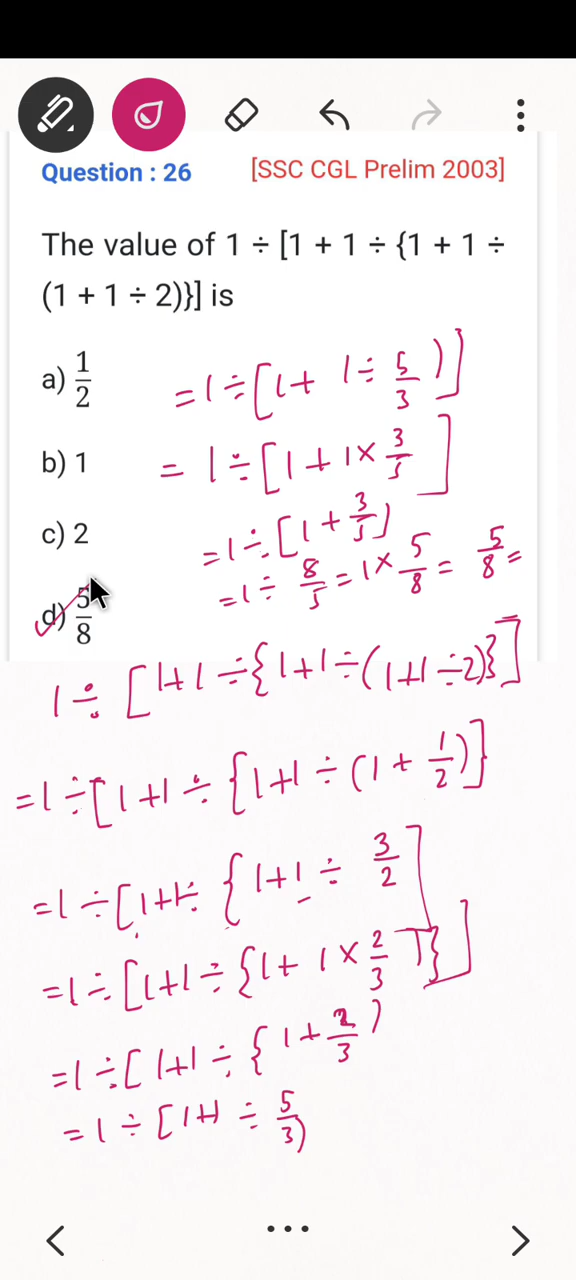 Question : 26 [SSC CGL Prelim 2003]
The value of 1 ÷ [1 + 1 ÷ {1 + 1 ÷
(1 + 1 ÷ 2)}] is
a) 1/2
b) 1
c) 2
d) 5/8
= 1 ÷ [1 + 1 ÷ 5/3 )]
= 1 ÷ [1 + 1 × 3/5 ]
= 1 ÷ [1 + 3/5)
= 1 ÷ 8/5 = 1 × 5/8 = 5/8 =
1 ÷ [1+1 ÷ {1+1 ÷ (1+1 ÷ 2)}]
= 1 ÷ [1+1 ÷ {1+1 ÷ (1 + 1/2)}]
= 1 ÷ [1+1 ÷ {1+1 ÷ 3/2 ]
= 1 ÷ [1+1 ÷ {1+ 1 × 2/3 }]
= 1 ÷ [1+1 ÷ {1+ 2/3 )
= 1 ÷ [1+1 ÷ 5/3)